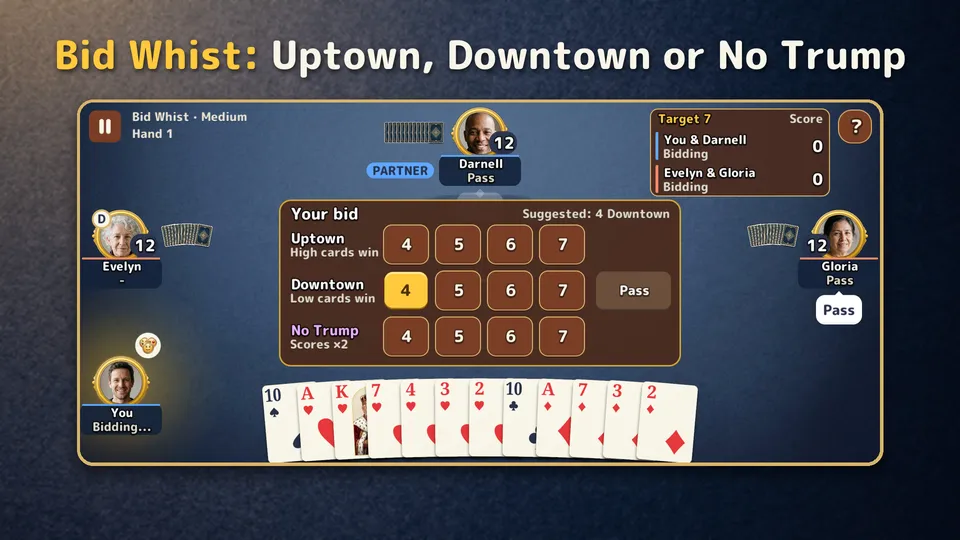 Bid Whist: Uptown, Downtown or No Trump
Bid Whist · Medium
Hand 1
12
Darnell
Pass
PARTNER
Target 7 Score
You & Darnell 0
Bidding
Evelyn & Gloria 0
Bidding
?
D
12
Evelyn
-
12
Gloria
Pass
Pass
Your bid Suggested: 4 Downtown
Uptown 4 5 6 7
High cards win
Downtown 4 5 6 7 Pass
Low cards win
No Trump 4 5 6 7
Scores ×2
You
Bidding...
10 A K 7 4 3 2 10 A 7 3 2